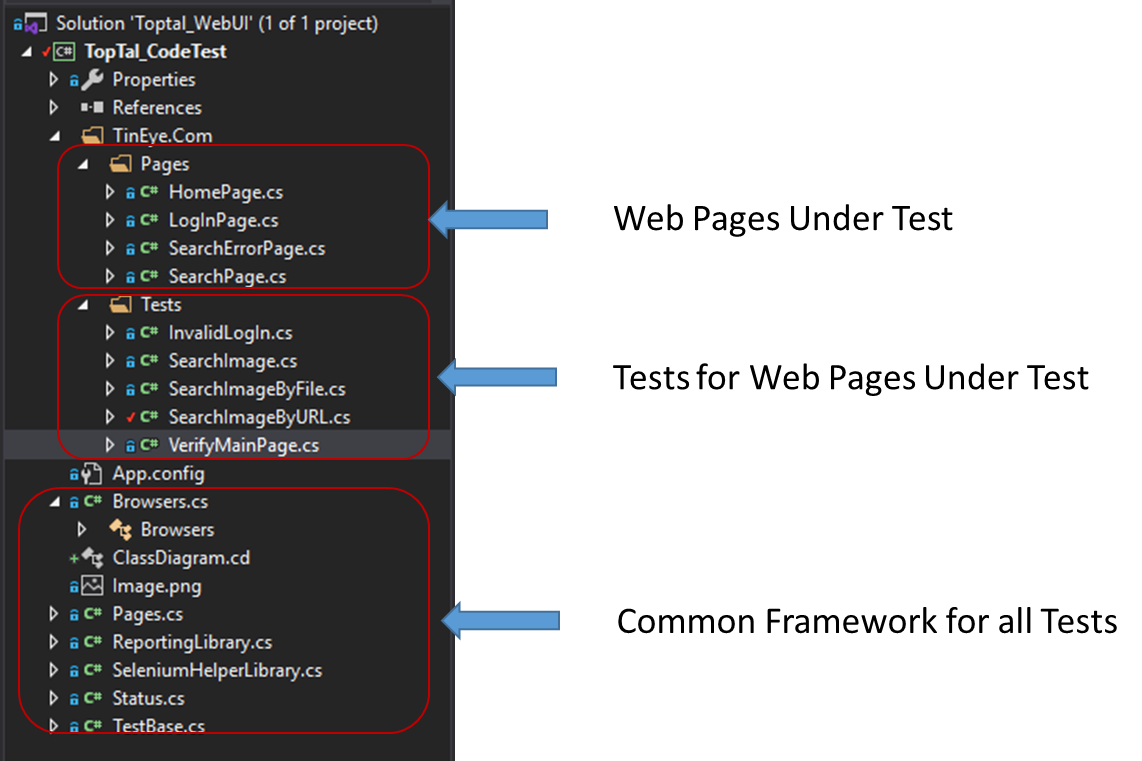 Solution 'Toptal_WebUI' (1 of 1 project)
C# TopTal_CodeTest
Properties
References
TinEye.Com
Pages
C# HomePage.cs
C# LogInPage.cs
C# SearchErrorPage.cs
C# SearchPage.cs
Web Pages Under Test
Tests
C# InvalidLogIn.cs
C# SearchImage.cs
C# SearchImageByFile.cs
C# SearchImageByURL.cs
C# VerifyMainPage.cs
Tests for Web Pages Under Test
App.config
C# Browsers.cs
Browsers
ClassDiagram.cd
Image.png
C# Pages.cs
C# ReportingLibrary.cs
C# SeleniumHelperLibrary.cs
C# Status.cs
C# TestBase.cs
Common Framework for all Tests